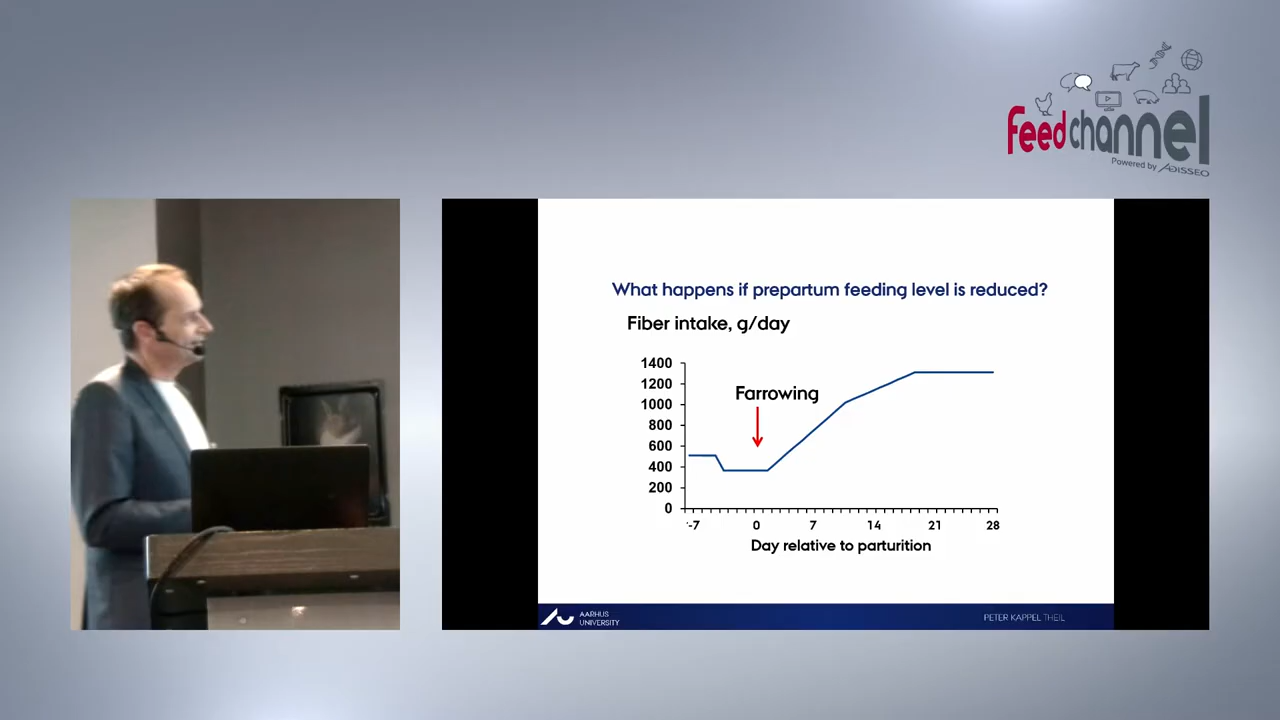 feedchannel
Powered by ADISSEO
What happens if prepartum feeding level is reduced?
Fiber intake, g/day
1400
1200
1000
800
600
400
200
0
Farrowing
-7 0 7 14 21 28
Day relative to parturition
AARHUS
UNIVERSITY
PETER KAPPEL THEIL